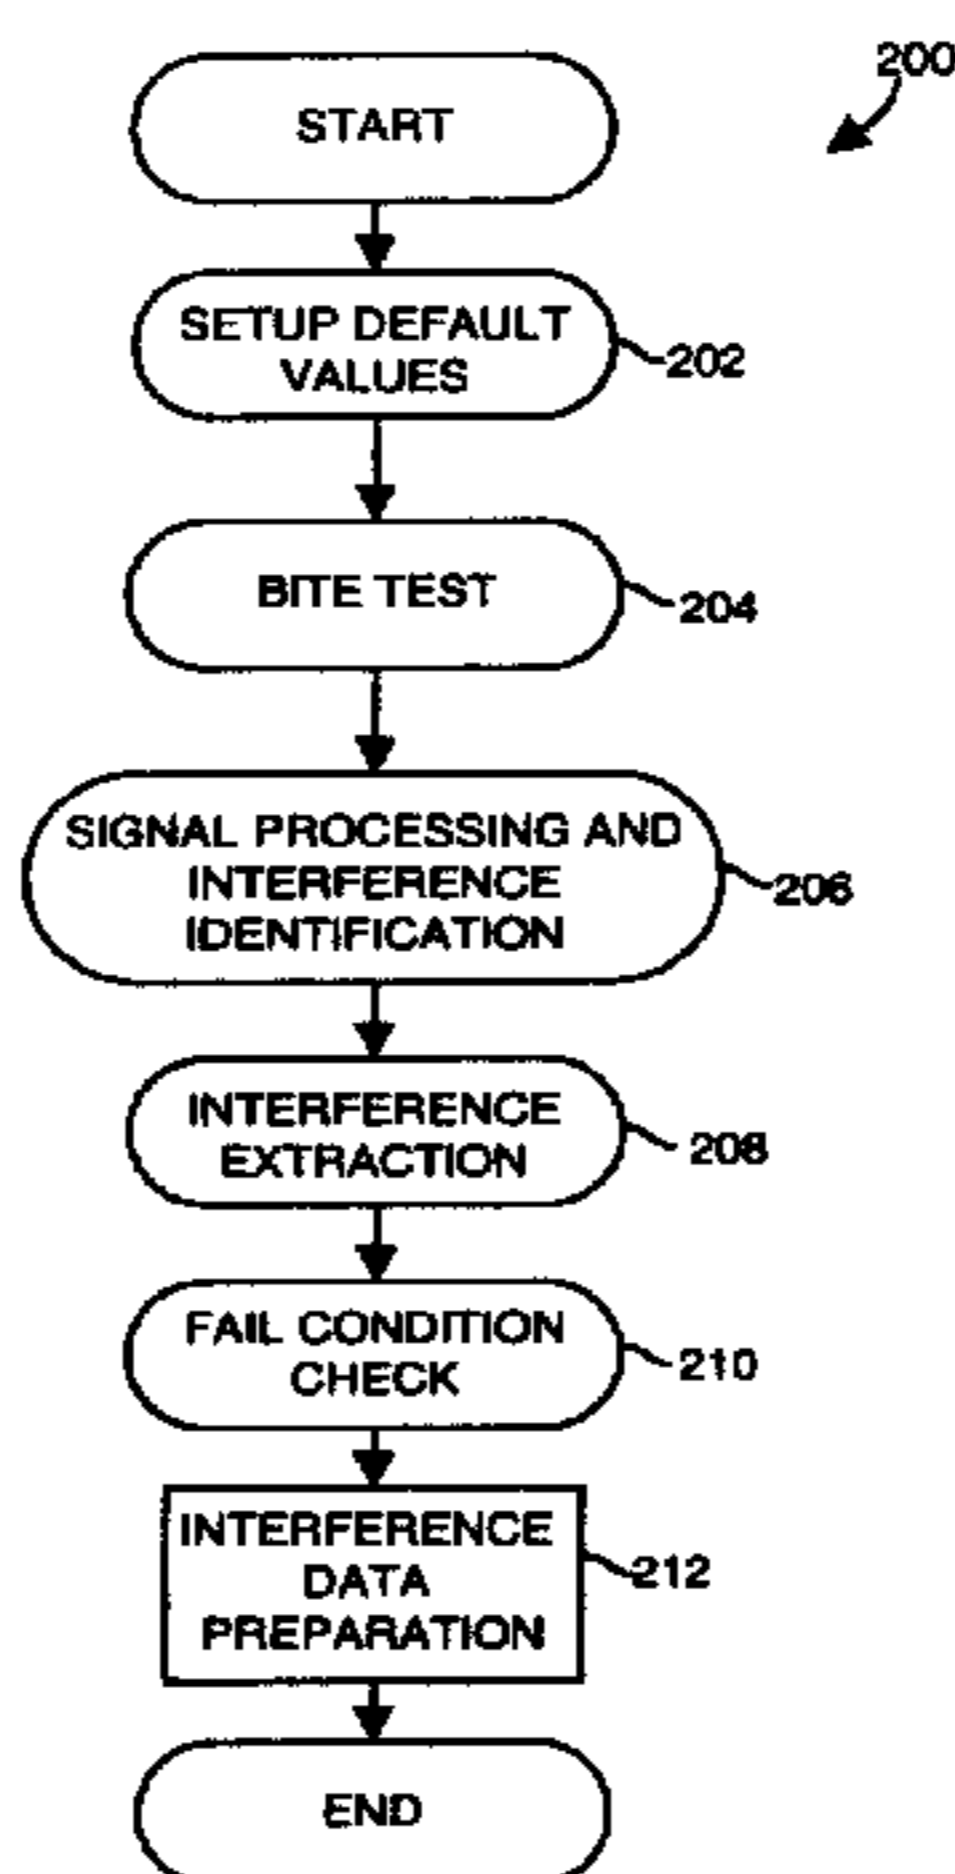 200
START
SETUP DEFAULT
VALUES
202
BITE TEST
204
SIGNAL PROCESSING AND
INTERFERENCE
IDENTIFICATION
206
INTERFERENCE
EXTRACTION
208
FAIL CONDITION
CHECK
210
INTERFERENCE
DATA
PREPARATION
212
END